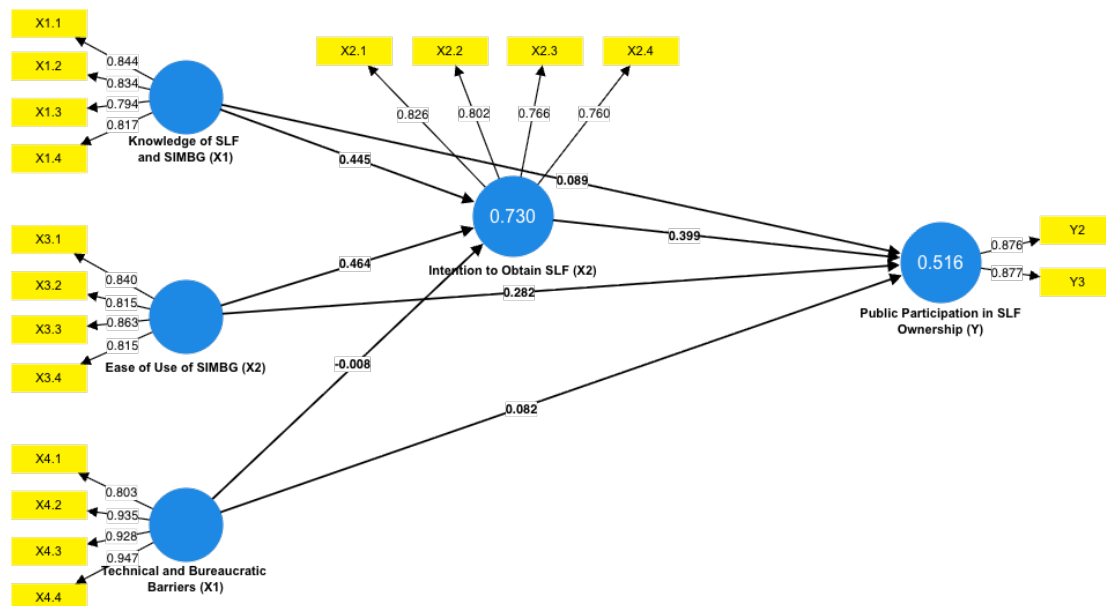 X1.1
X1.2
X1.3
X1.4
0.844
0.834
0.794
0.817
Knowledge of SLF
and SIMBG (X1)
X2.1
X2.2
X2.3
X2.4
0.826
0.802
0.766
0.760
0.445
0.089
0.730
Intention to Obtain SLF (X2)
0.399
X3.1
X3.2
X3.3
X3.4
0.840
0.815
0.863
0.815
Ease of Use of SIMBG (X2)
0.464
0.282
0.516
Public Participation in SLF
Ownership (Y)
0.876
0.877
Y2
Y3
-0.008
0.082
X4.1
X4.2
X4.3
X4.4
0.803
0.935
0.928
0.947
Technical and Bureaucratic
Barriers (X1)